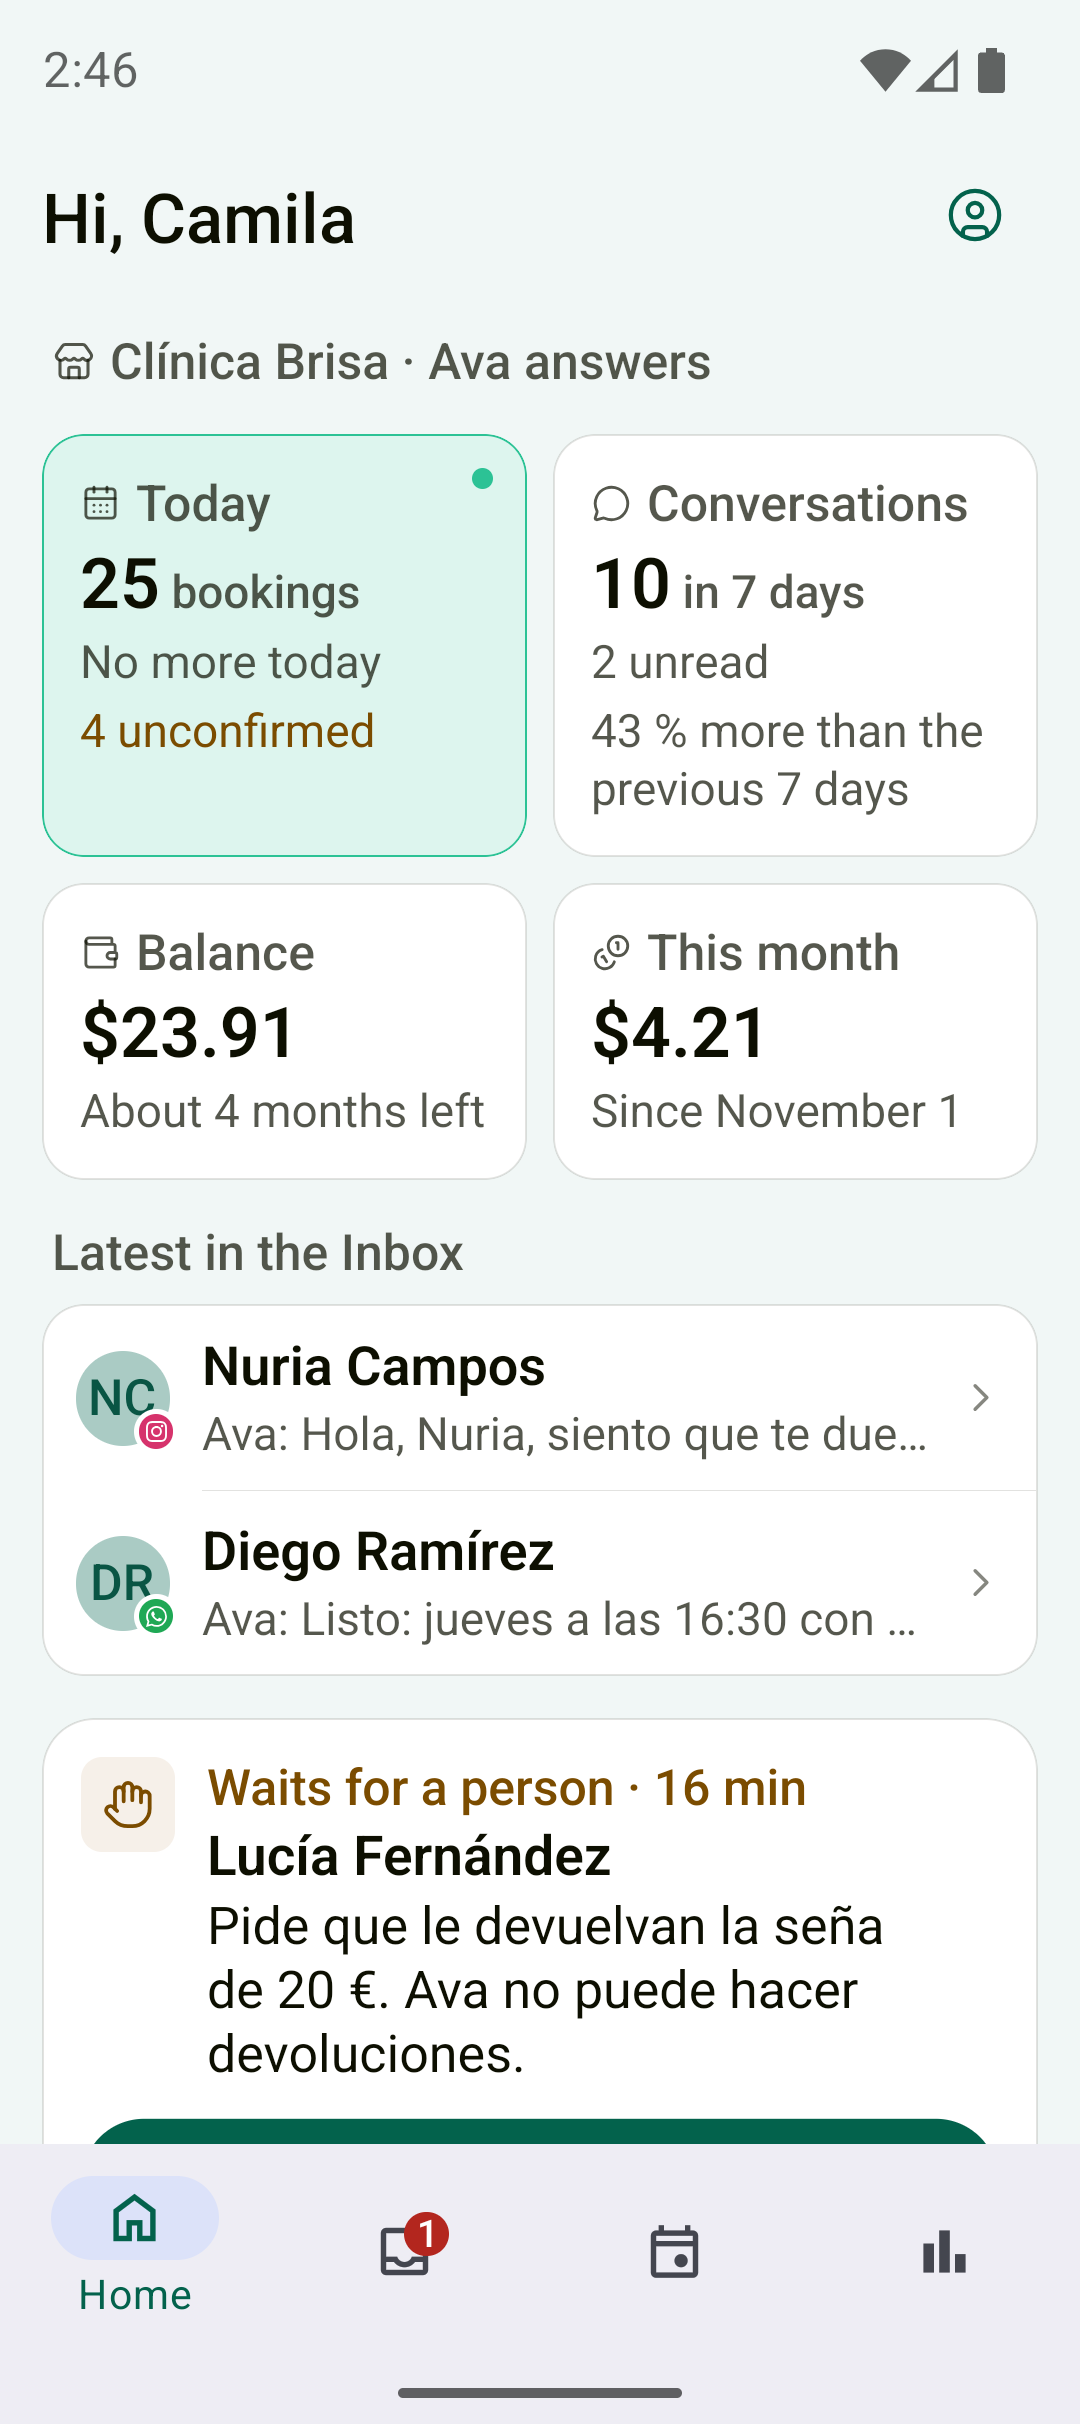 2:46
Hi, Camila
Clínica Brisa · Ava answers
Today
25 bookings
No more today
4 unconfirmed
Conversations
10 in 7 days
2 unread
43 % more than the
previous 7 days
Balance
$23.91
About 4 months left
This month
$4.21
Since November 1
Latest in the Inbox
NC
Nuria Campos
Ava: Hola, Nuria, siento que te due…
DR
Diego Ramírez
Ava: Listo: jueves a las 16:30 con …
Waits for a person · 16 min
Lucía Fernández
Pide que le devuelvan la seña
de 20 €. Ava no puede hacer
devoluciones.
Home
1